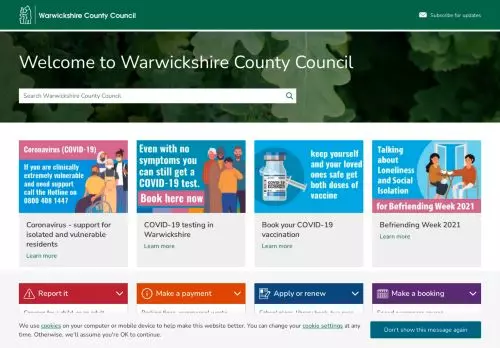 Warwickshire County Council
Subscribe for updates
Welcome to Warwickshire County Council
Search Warwickshire County Council
Coronavirus (COVID-19)
If you are clinically
extremely vulnerable
and need support
call the Hotline on
0800 408 1447
Even with no
symptoms you
can still get a
COVID-19 test.
Book here now
keep yourself
and your loved
ones safe get
both doses of
vaccine
Talking
about
Loneliness
and Social
Isolation
for Befriending Week 2021
Coronavirus - support for
isolated and vulnerable
residents
Learn more
COVID-19 testing in
Warwickshire
Learn more
Book your COVID-19
vaccination
Learn more
Befriending Week 2021
Learn more
Report it
Make a payment
Apply or renew
Make a booking
We use cookies on your computer or mobile device to help make this website better. You can change your cookie settings at any
time. Otherwise, we'll assume you're OK to continue.
Don't show this message again